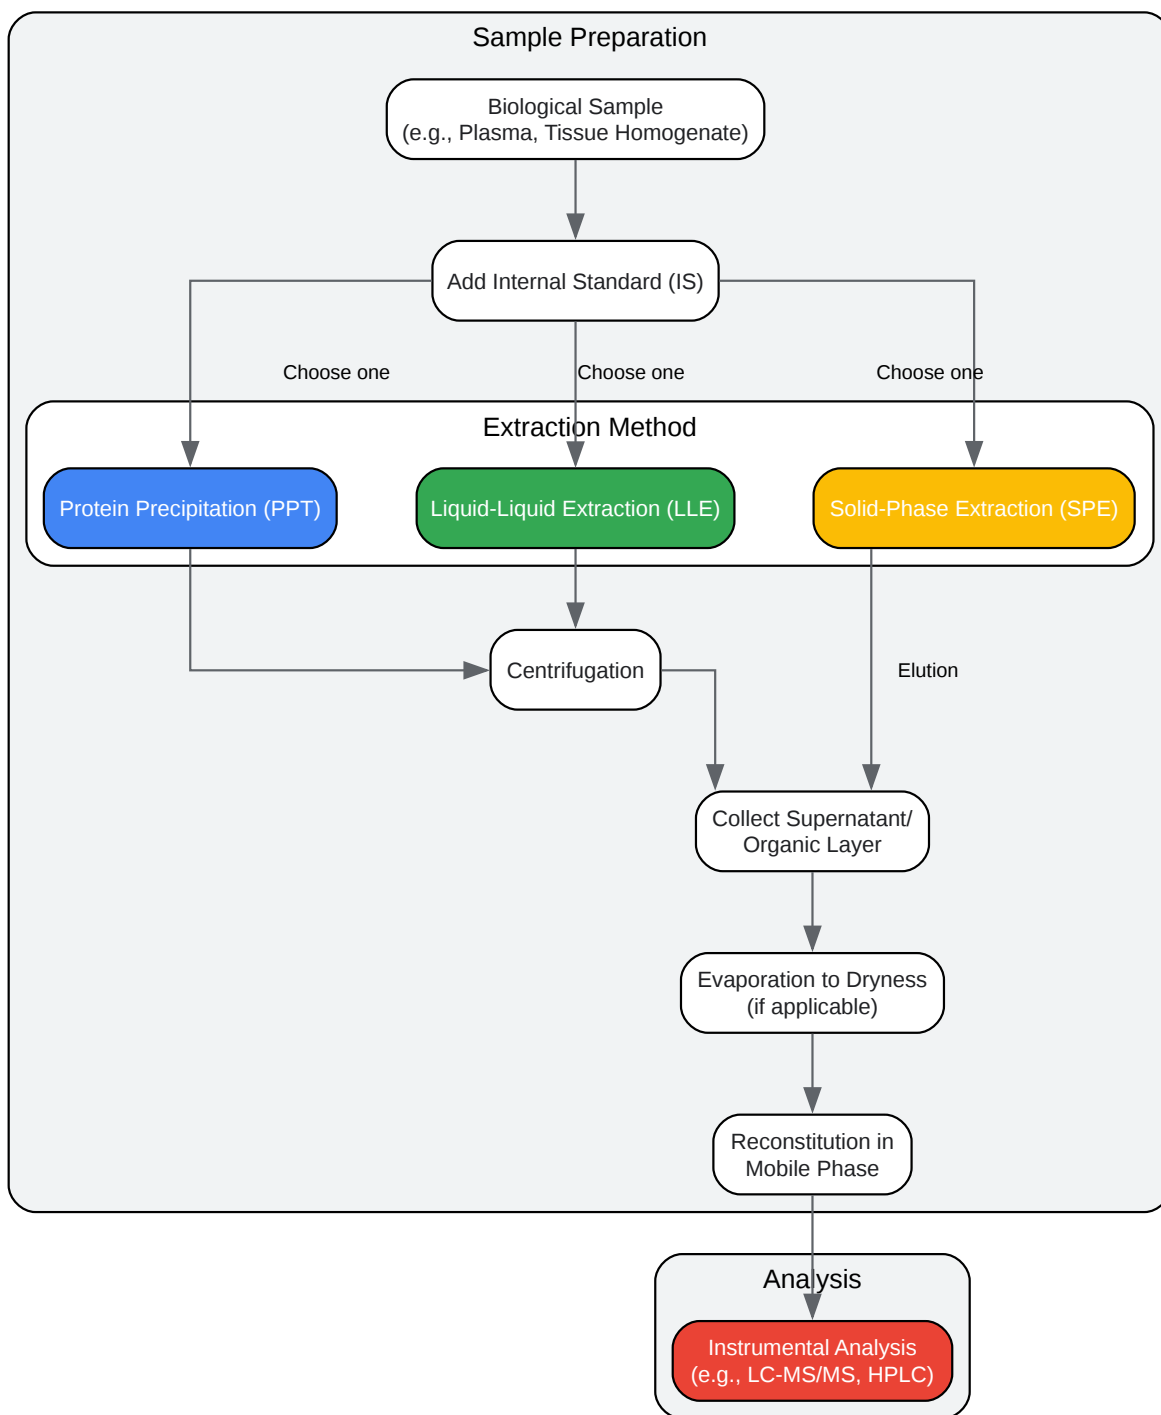 Sample Preparation
Biological Sample
(e.g., Plasma, Tissue Homogenate)
Add Internal Standard (IS)
Choose one
Choose one
Choose one
Extraction Method
Protein Precipitation (PPT)
Liquid-Liquid Extraction (LLE)
Solid-Phase Extraction (SPE)
Centrifugation
Elution
Collect Supernatant/
Organic Layer
Evaporation to Dryness
(if applicable)
Reconstitution in
Mobile Phase
Analysis
Instrumental Analysis
(e.g., LC-MS/MS, HPLC)